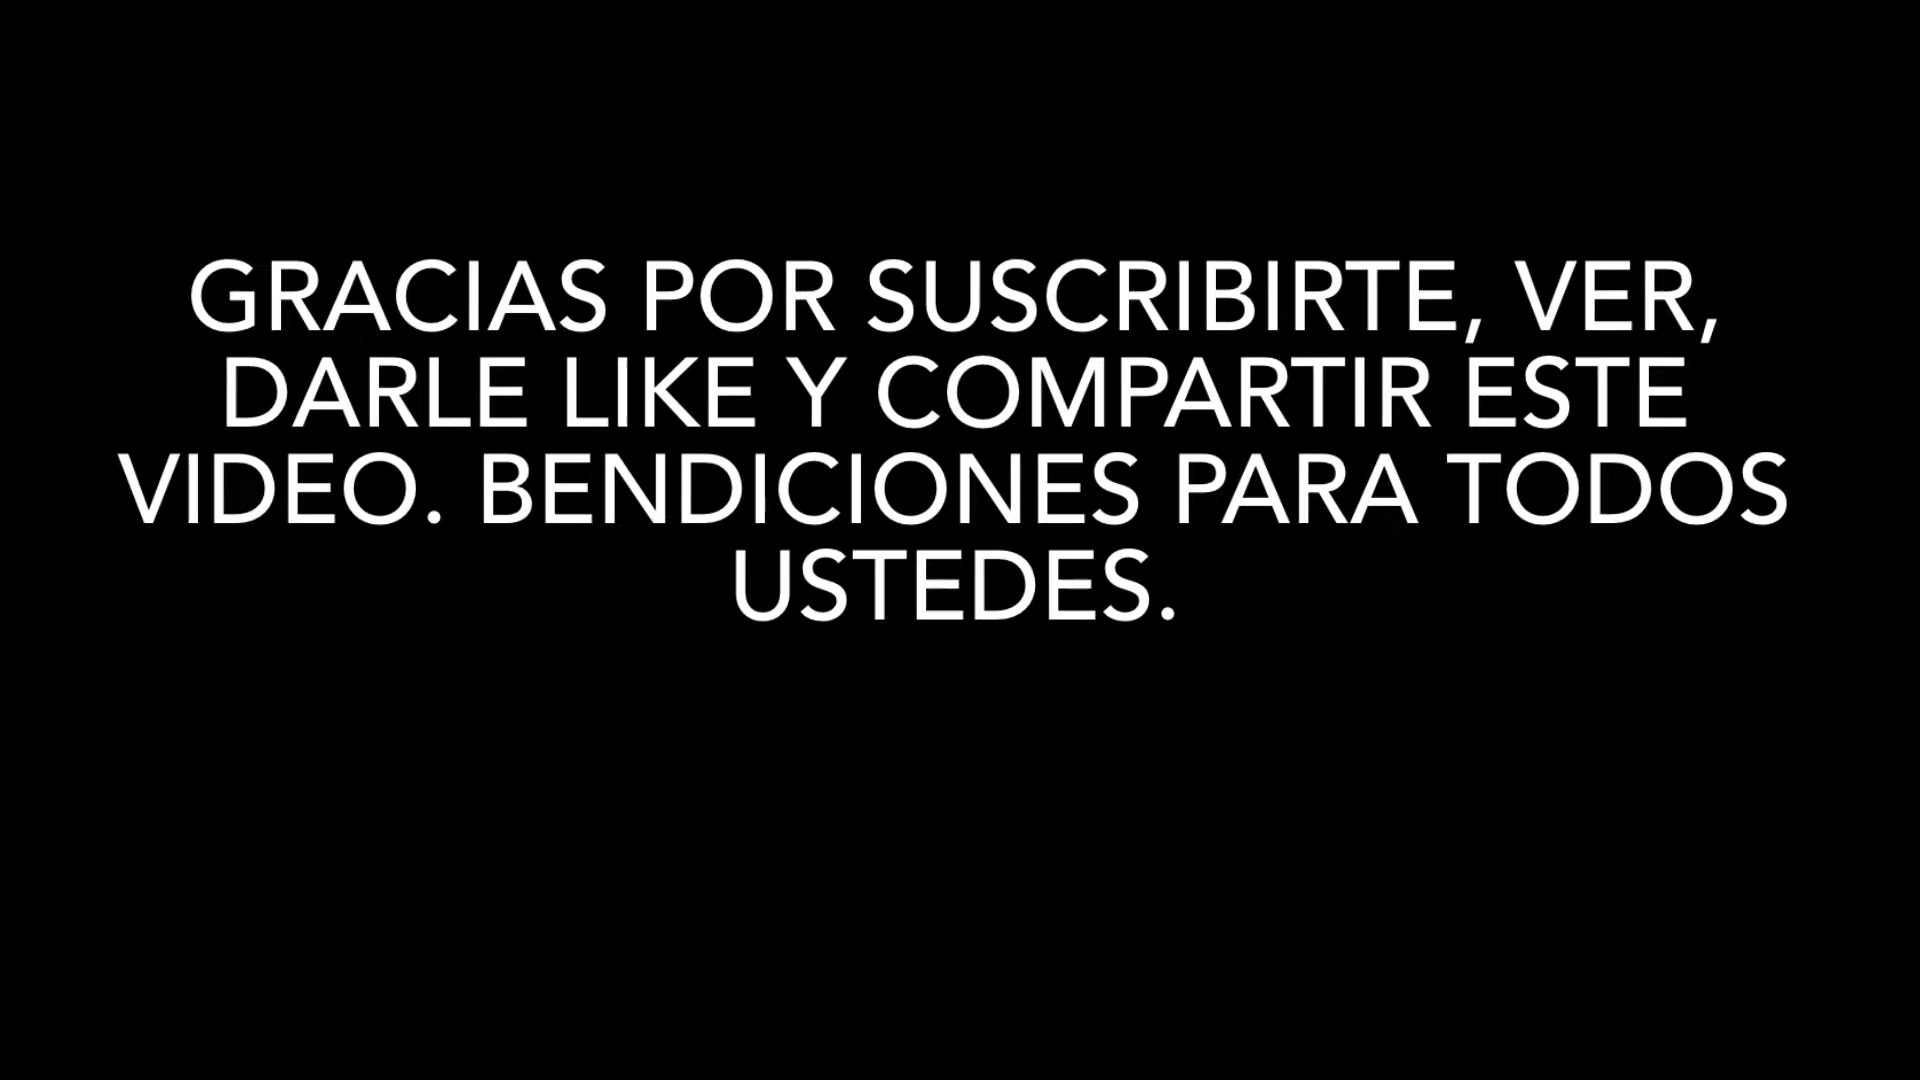 GRACIAS POR SUSCRIBIRTE, VER,
DARLE LIKE Y COMPARTIR ESTE
VIDEO. BENDICIONES PARA TODOS
USTEDES.